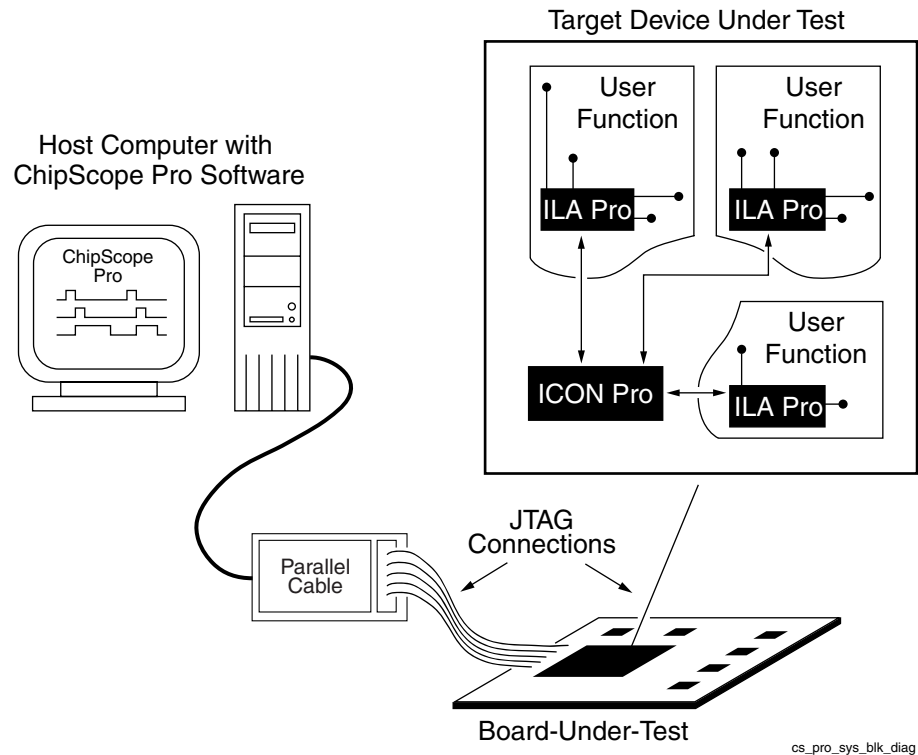 Target Device Under Test
User
Function
ILA Pro
User
Function
ILA Pro
Host Computer with
ChipScope Pro Software
ChipScope
Pro
User
Function
ILA Pro
ICON Pro
JTAG
Connections
Parallel
Cable
Board-Under-Test
cs_pro_sys_blk_diag